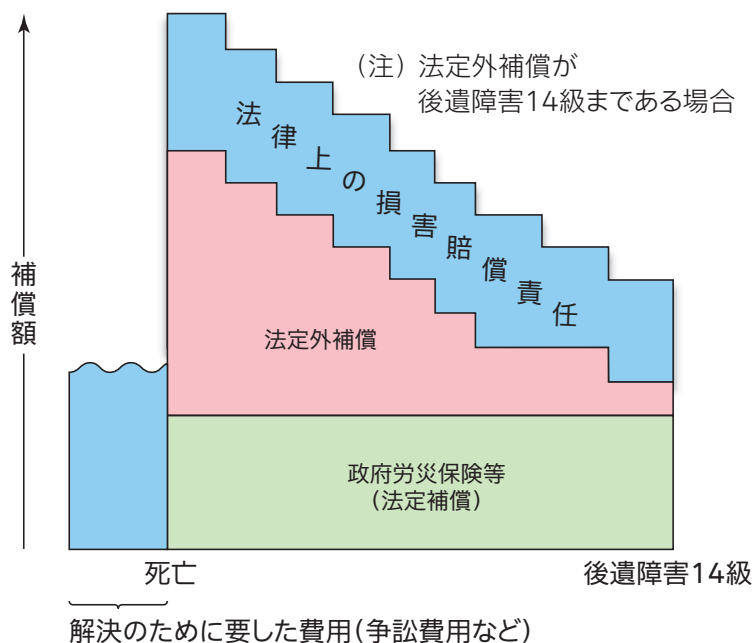 (注) 法定外補償が
後遺障害14級まである場合
法律上の損害賠償責任
補償額
法定外補償
政府労災保険等
(法定補償)
死亡
後遺障害14級
解決のために要した費用(争訟費用など)